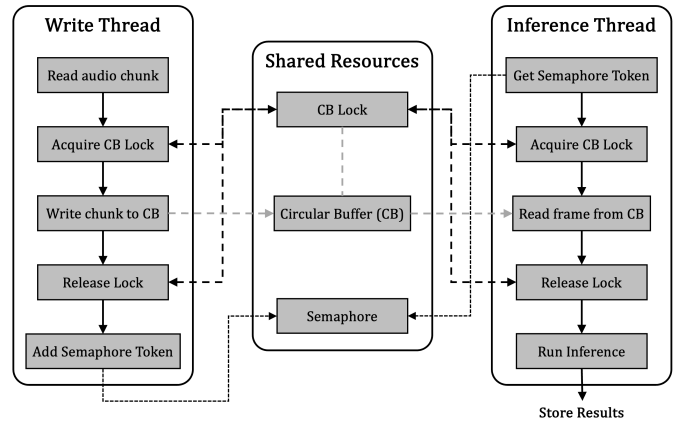 Write Thread
Read audio chunk
Acquire CB Lock
Write chunk to CB
Release Lock
Add Semaphore Token
Shared Resources
CB Lock
Circular Buffer (CB)
Semaphore
Inference Thread
Get Semaphore Token
Acquire CB Lock
Read frame from CB
Release Lock
Run Inference
Store Results